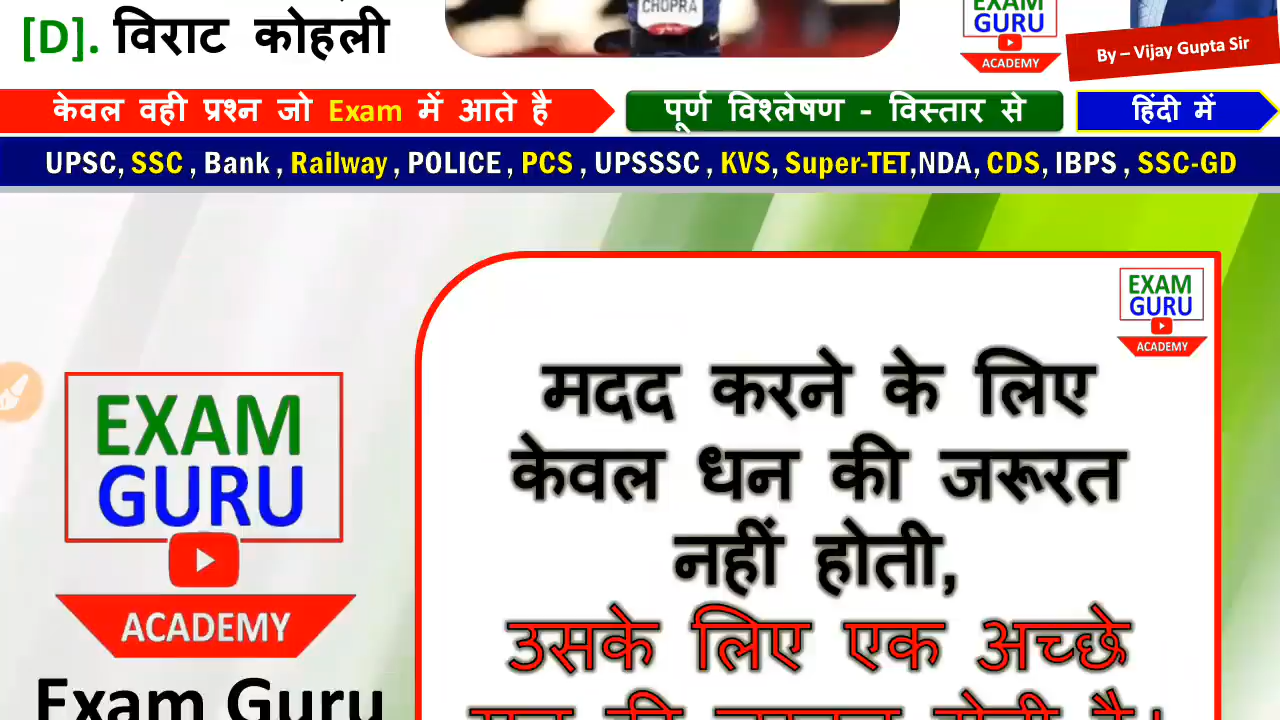 [D]. विराट कोहली
CHOPRA
EXAM
GURU
ACADEMY
By – Vijay Gupta Sir
केवल वही प्रश्न जो Exam में आते है
पूर्ण विश्लेषण - विस्तार से
हिंदी में
UPSC, SSC , Bank , Railway , POLICE , PCS , UPSSSC , KVS, Super-TET,NDA, CDS, IBPS , SSC-GD
EXAM
GURU
ACADEMY
मदद करने के लिए
केवल धन की जरूरत
नहीं होती,
उसके लिए एक अच्छे
EXAM
GURU
ACADEMY
Exam Guru